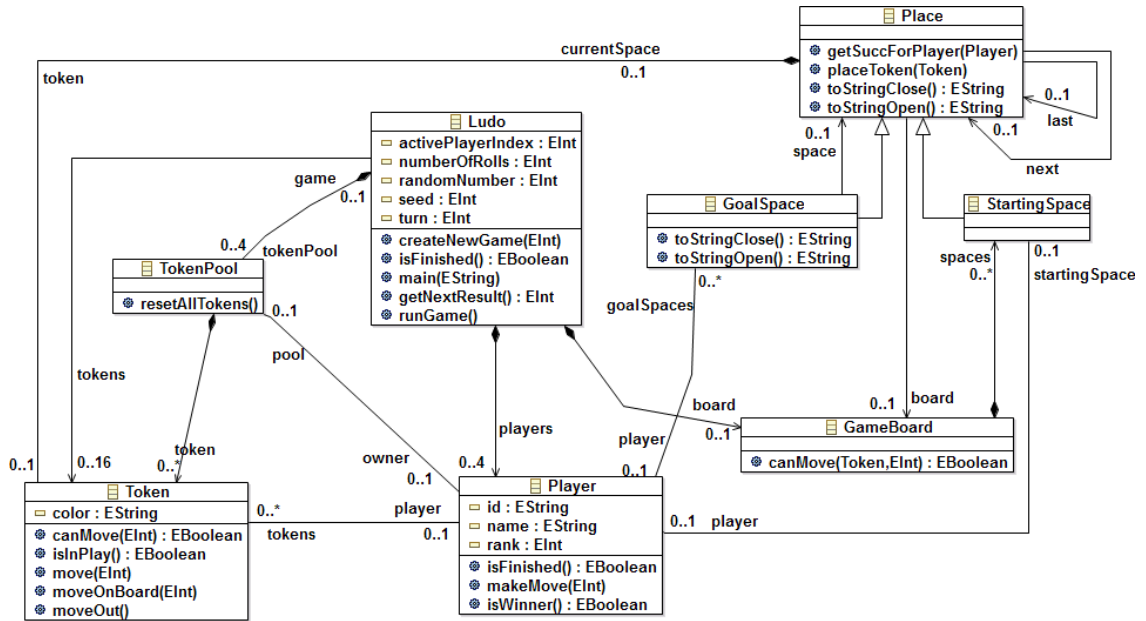 Place
getSuccForPlayer(Player)
placeToken(Token)
toStringClose() : EString
toStringOpen() : EString
currentSpace
0..1
token
0..1
last
0..1
next
0..1
space
Ludo
activePlayerIndex : EInt
numberOfRolls : EInt
randomNumber : EInt
seed : EInt
turn : EInt
createNewGame(EInt)
isFinished() : EBoolean
main(EString)
getNextResult() : EInt
runGame()
game
0..1
0..4
tokenPool
GoalSpace
toStringClose() : EString
toStringOpen() : EString
StartingSpace
0..1
startingSpace
spaces
0..*
0..*
goalSpaces
TokenPool
resetAllTokens()
0..1
pool
tokens
0..16
token
0..*
0..1
players
0..4
owner
0..1
board
0..1
board
0..1
player
0..1
GameBoard
canMove(Token,EInt) : EBoolean
Token
color : EString
canMove(EInt) : EBoolean
isInPlay() : EBoolean
move(EInt)
moveOnBoard(EInt)
moveOut()
0..*
tokens
player
0..1
Player
id : EString
name : EString
rank : EInt
isFinished() : EBoolean
makeMove(EInt)
isWinner() : EBoolean
0..1
player